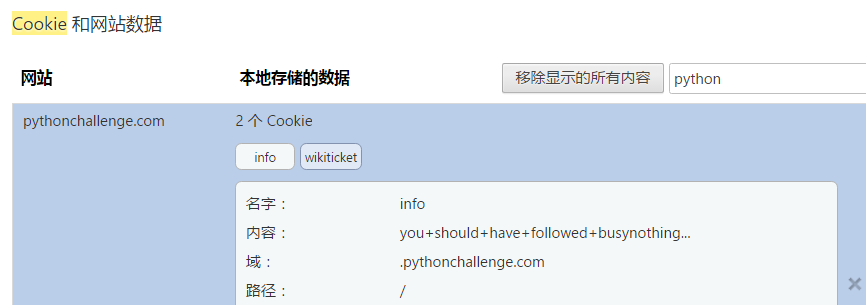 Cookie 和网站数据
网站 本地存储的数据 移除显示的所有内容 python
pythonchallenge.com 2 个 Cookie
info wikiticket
名字： info
内容： you+should+have+followed+busynothing...
域： .pythonchallenge.com
路径： /